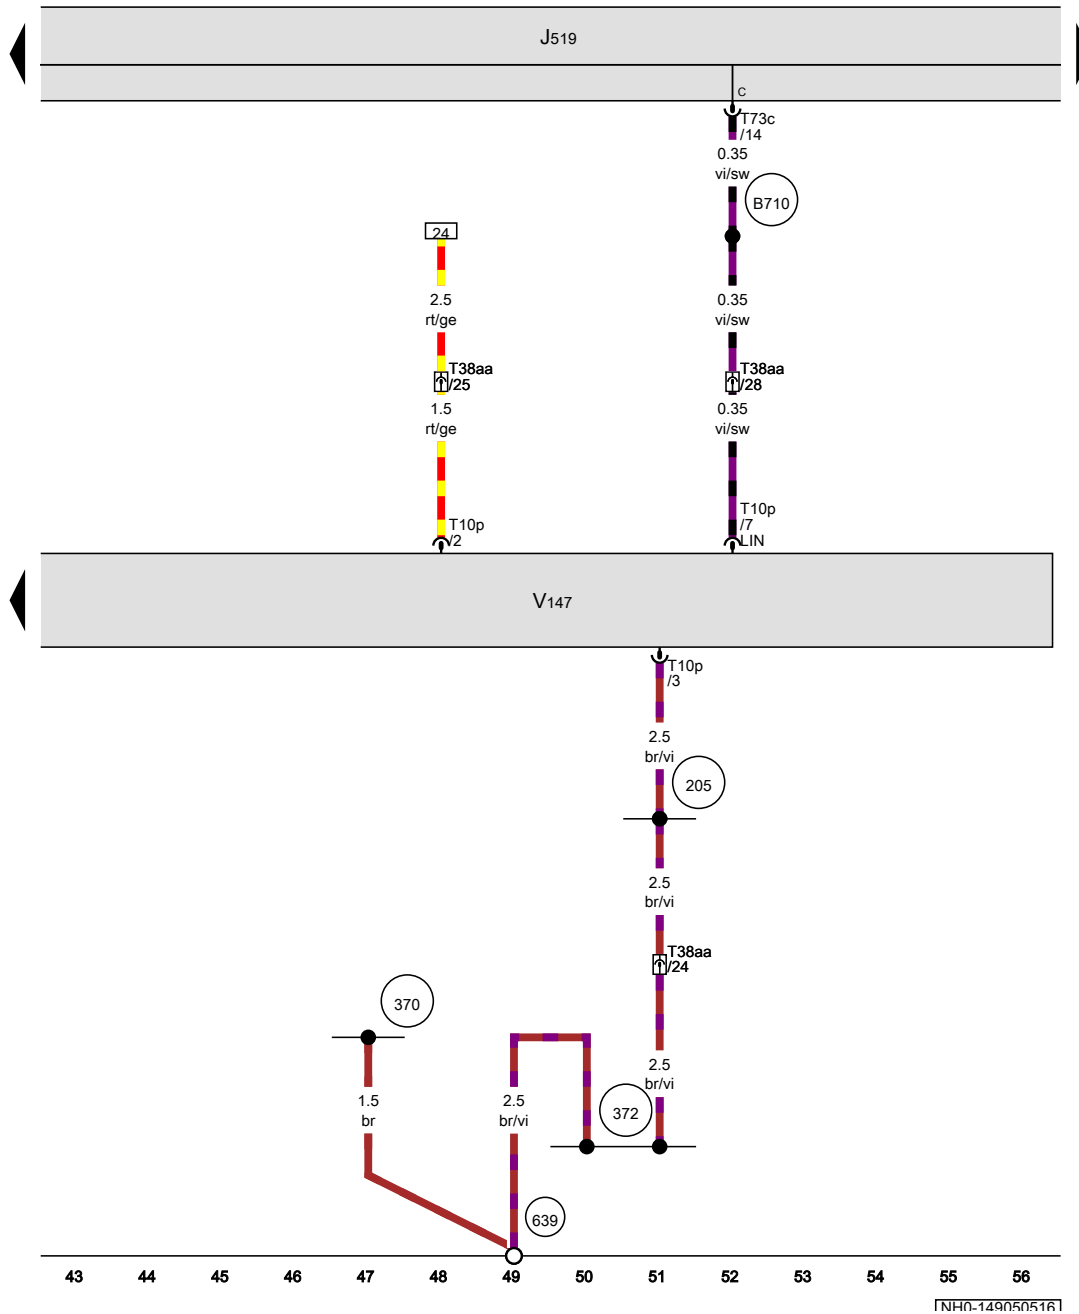 J519
c
T73c
/14
0.35
vi/sw
B710
24
2.5
rt/ge
0.35
vi/sw
T38aa
/25
T38aa
/28
1.5
rt/ge
0.35
vi/sw
T10p
/2
T10p
/7
LIN
V147
T10p
/3
2.5
br/vi
205
2.5
br/vi
T38aa
/24
370
2.5
br/vi
1.5
br
2.5
br/vi
372
639
43 44 45 46 47 48 49 50 51 52 53 54 55 56
NH0-149050516